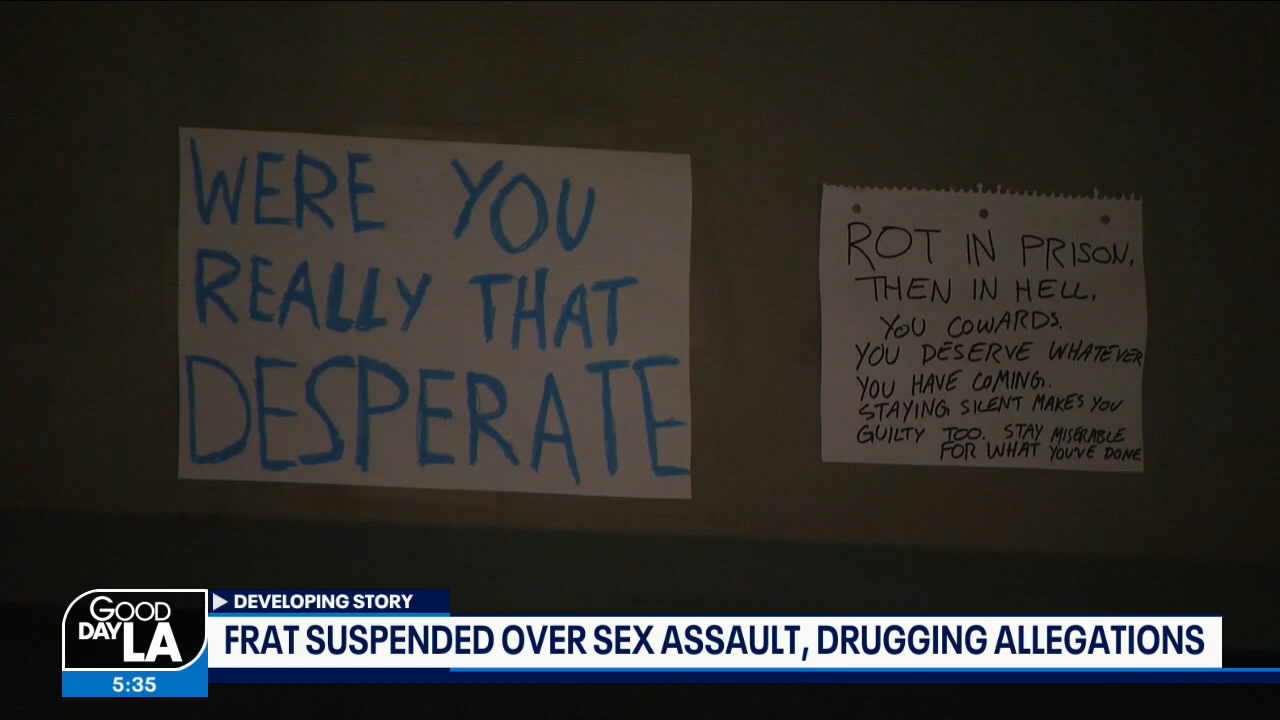 WERE YOU
REALLY THAT
DESPERATE
ROT IN PRISON,
THEN IN HELL,
YOU COWARDS.
YOU DESERVE WHATEVER
YOU HAVE COMING.
STAYING SILENT MAKES YOU
GUILTY TOO. STAY MISERABLE
FOR WHAT YOU'VE DONE
DEVELOPING STORY
FRAT SUSPENDED OVER SEX ASSAULT, DRUGGING ALLEGATIONS
GOOD
DAY LA
5:35